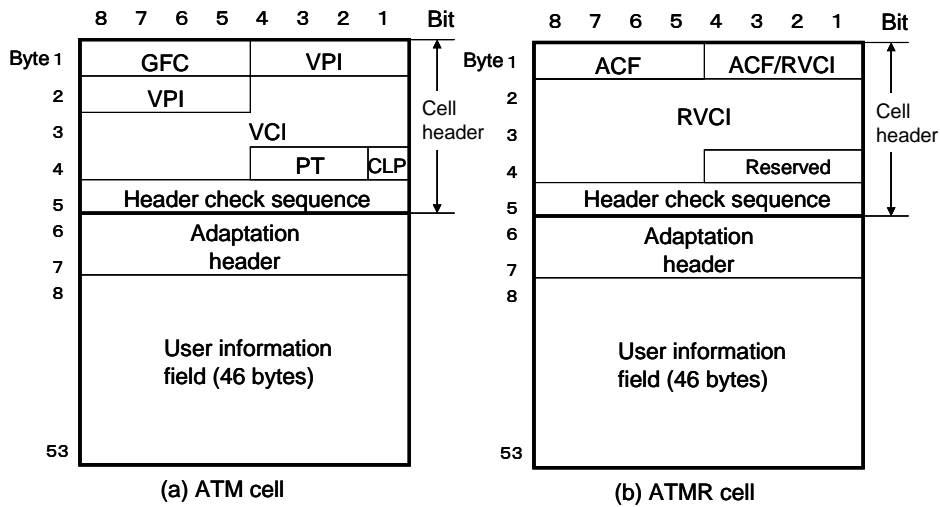 8 7 6 5 4 3 2 1 Bit
Byte 1 GFC VPI
2 VPI
Cell
header
3 VCI
4 PT CLP
5 Header check sequence
6 Adaptation
header
7
8
User information
field (46 bytes)
53
(a) ATM cell
8 7 6 5 4 3 2 1 Bit
Byte 1 ACF ACF/RVCI
2
RVCI
Cell
header
3
4 Reserved
5 Header check sequence
6 Adaptation
header
7
8
User information
field (46 bytes)
53
(b) ATMR cell